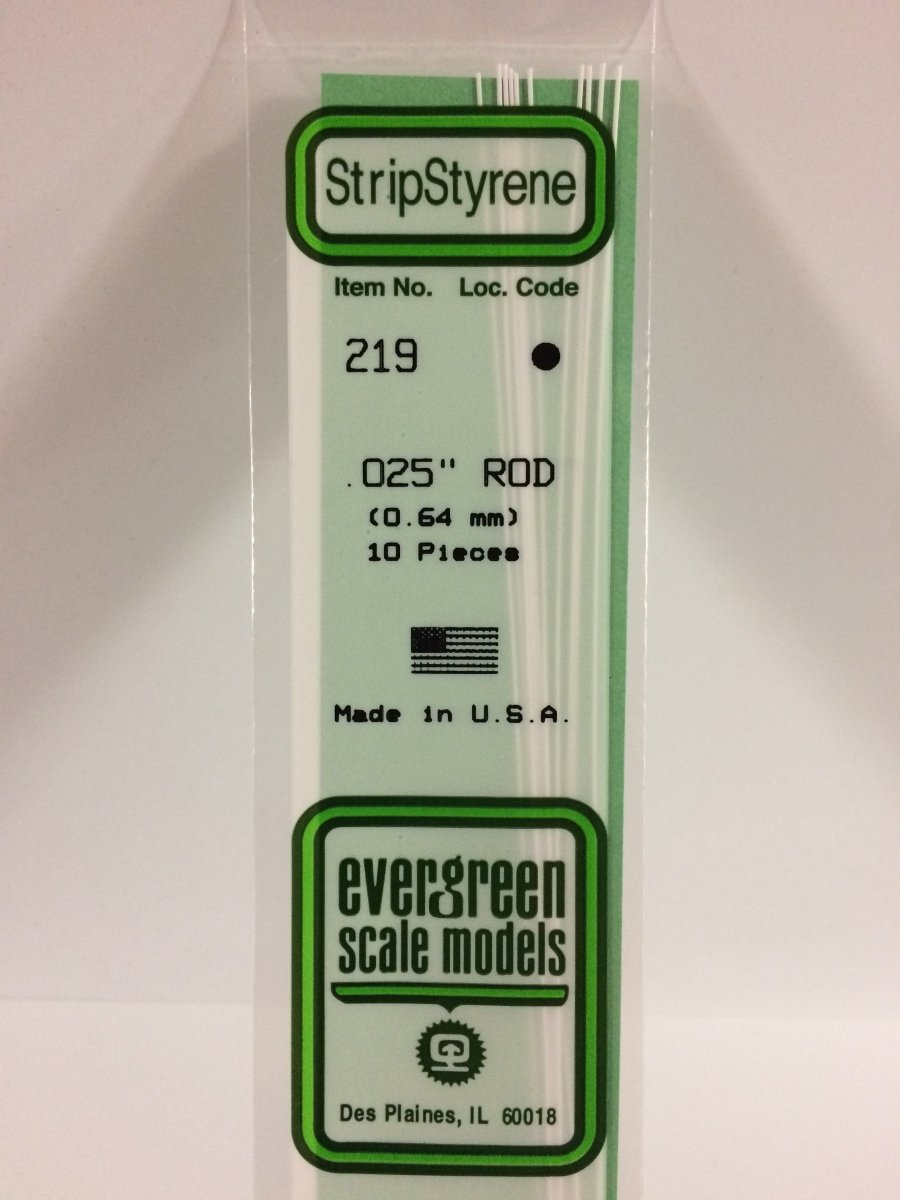 StripStyrene
Item No. Loc. Code
219 ●
.025" ROD
(0.64 mm)
10 Pieces
Made in U.S.A.
evergreen
scale models
Des Plaines, IL 60018